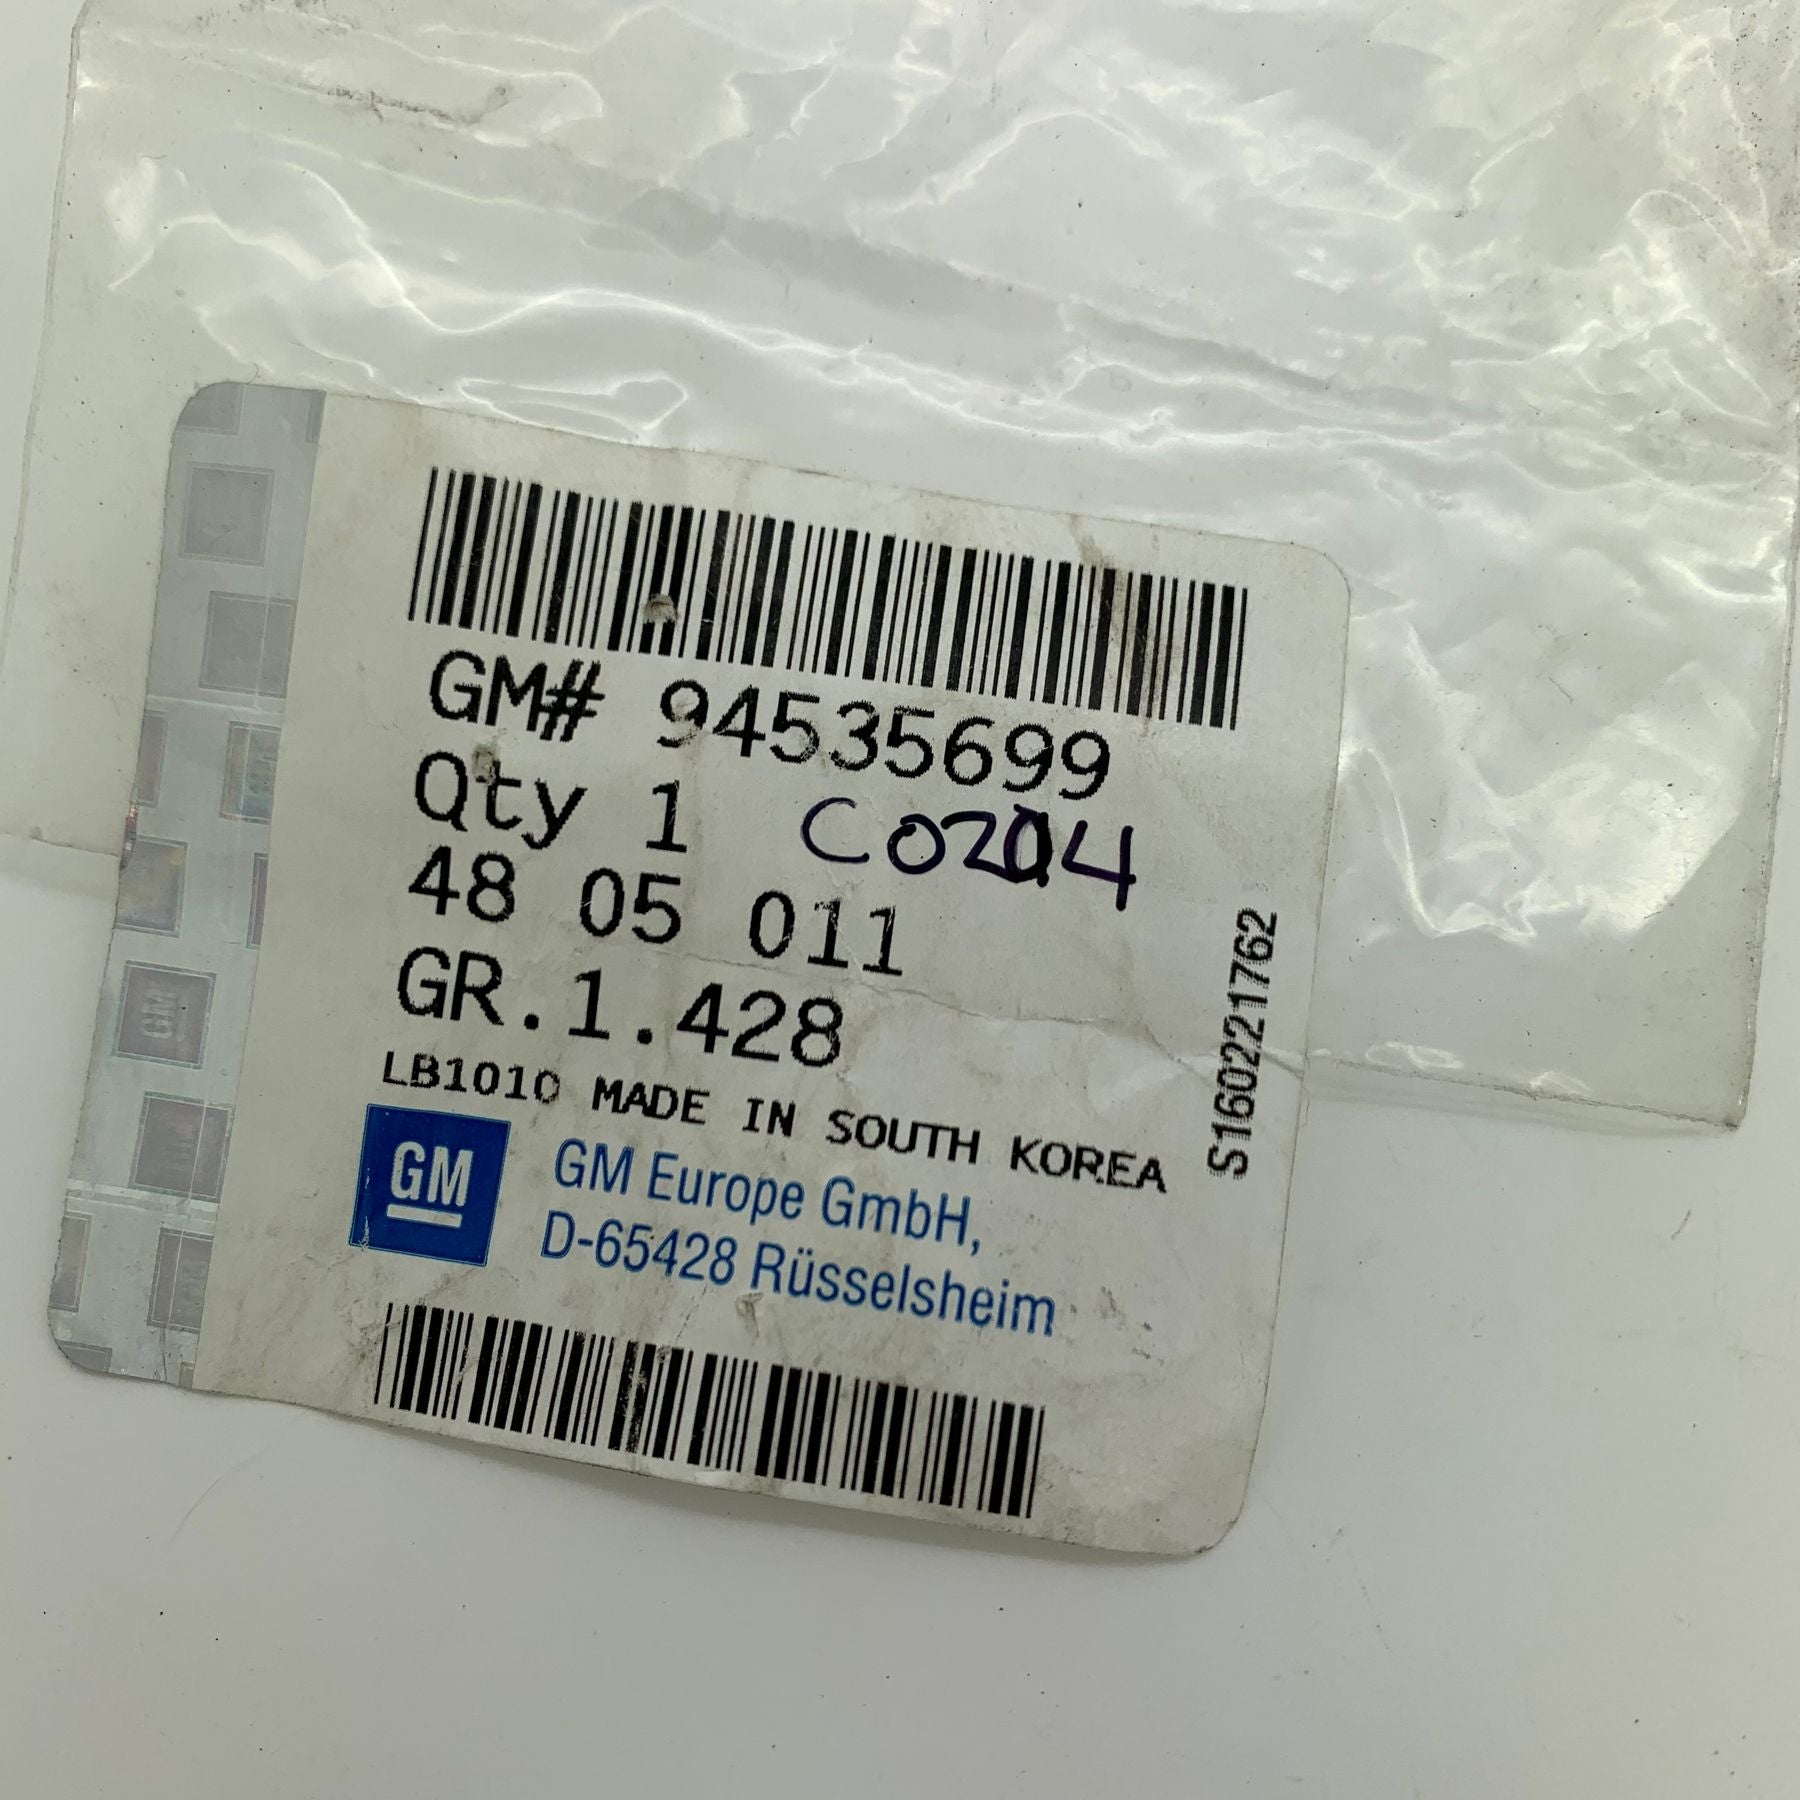 GM# 94535699
Qty 1
48 05 011
GR.1.428
LB1010 MADE IN SOUTH KOREA
S160221762
GM
GM Europe GmbH,
D-65428 Rüsselsheim